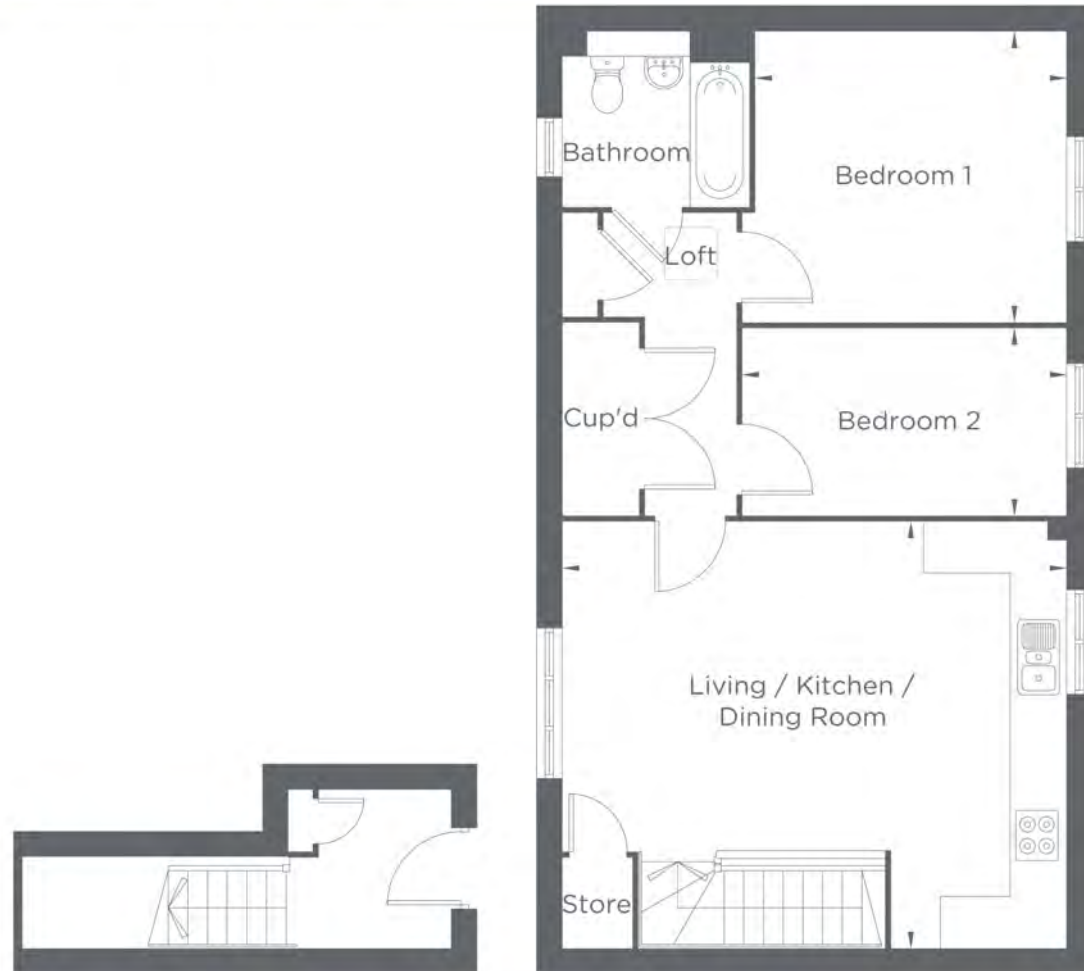 Bathroom
Bedroom 1
Loft
Cup'd
Bedroom 2
Living / Kitchen /
Dining Room
Store